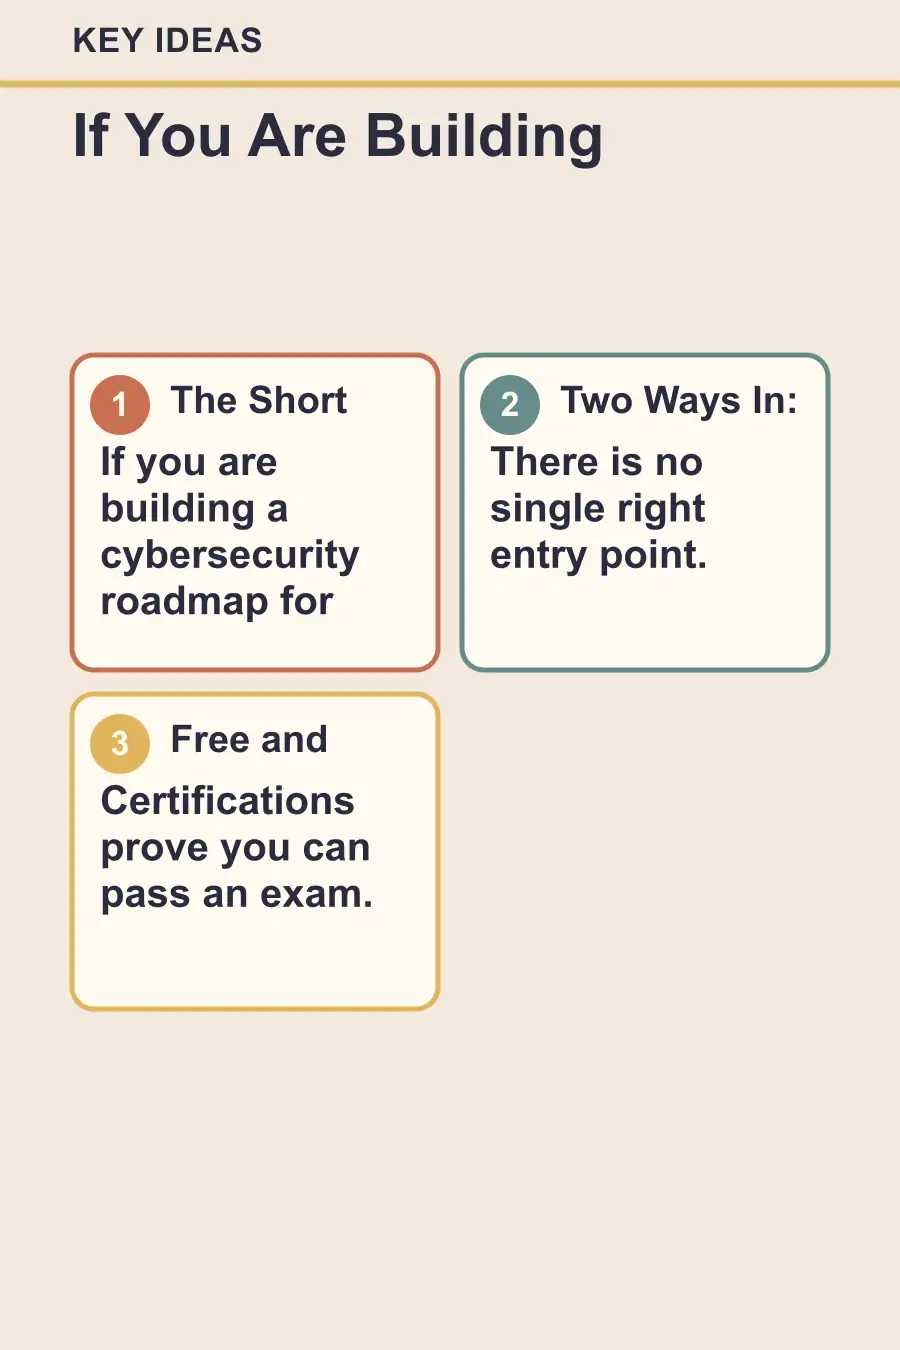 KEY IDEAS
If You Are Building
1 The Short
If you are
building a
cybersecurity
roadmap for
2 Two Ways In:
There is no
single right
entry point.
3 Free and
Certifications
prove you can
pass an exam.